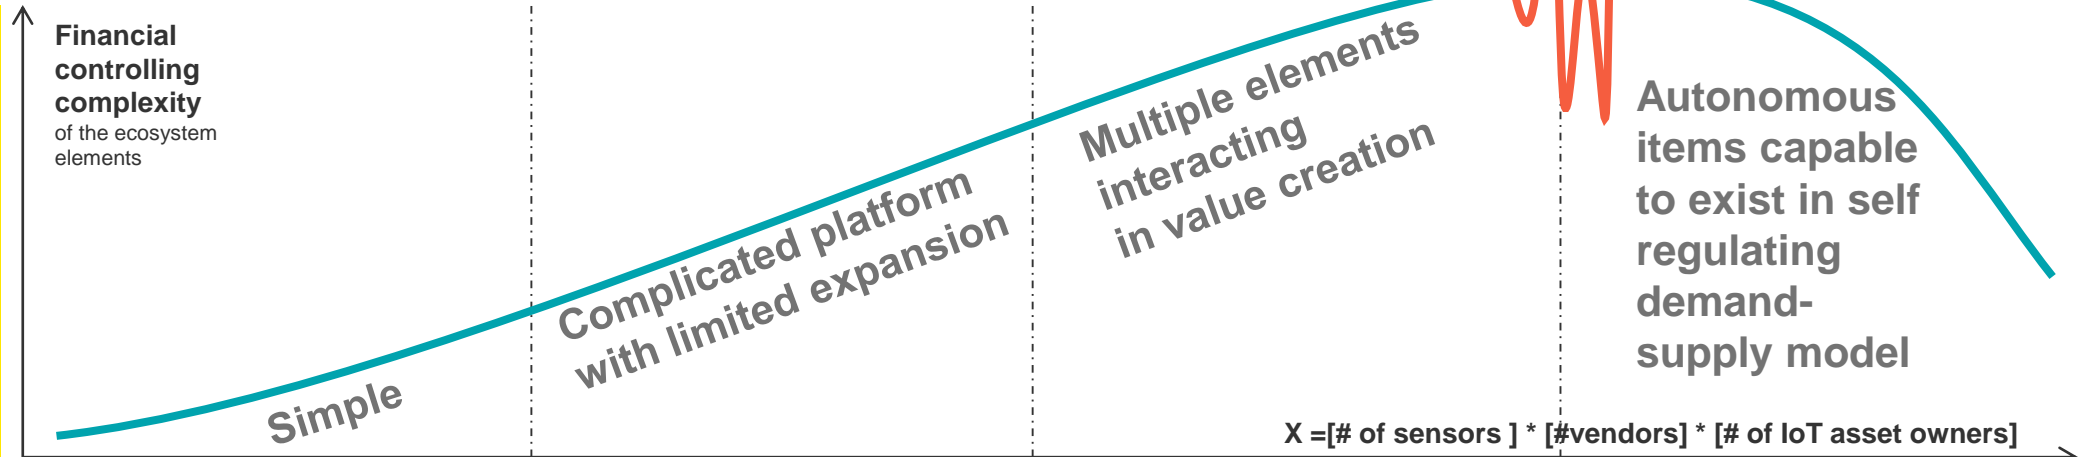 Financial
controlling
complexity
of the ecosystem
elements
Simple
Complicated platform
with limited expansion
Multiple elements
interacting
in value creation
Autonomous
items capable
to exist in self
regulating
demand-
supply model
X =[# of sensors ] * [#vendors] * [# of IoT asset owners]